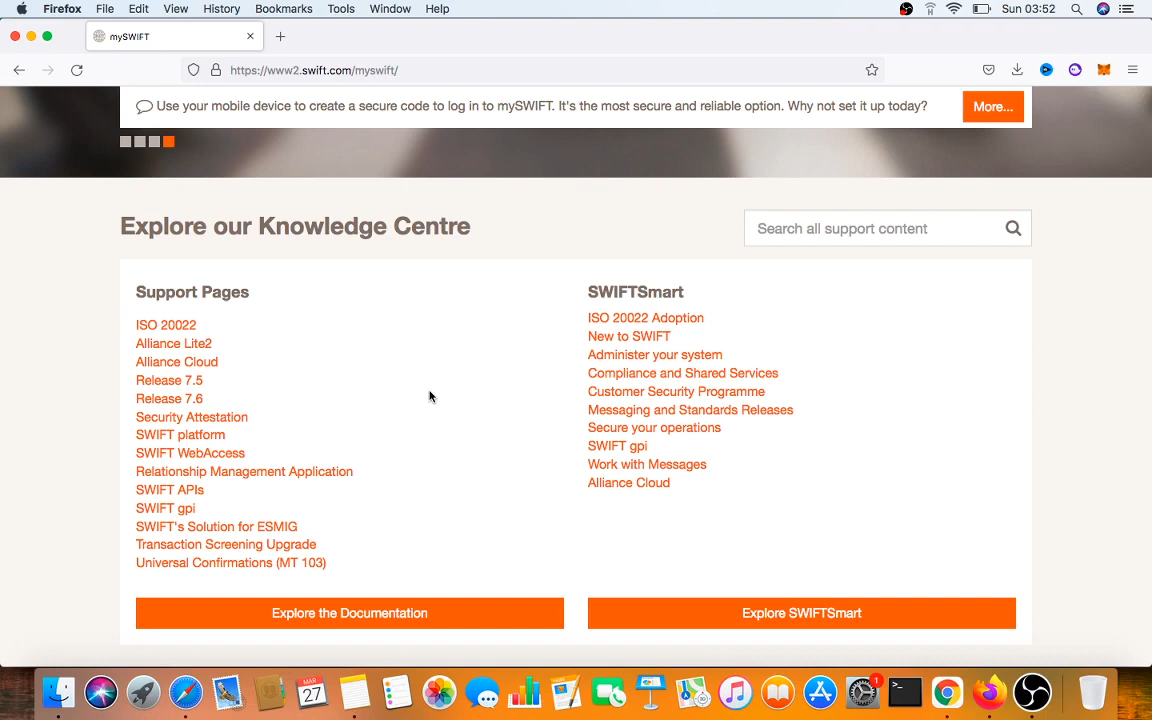 Firefox File Edit View History Bookmarks Tools Window Help Sun 03:52
mySWIFT
https://www2.swift.com/myswift/
Use your mobile device to create a secure code to log in to mySWIFT. It's the most secure and reliable option. Why not set it up today? More...
Explore our Knowledge Centre
Search all support content
Support Pages
ISO 20022
Alliance Lite2
Alliance Cloud
Release 7.5
Release 7.6
Security Attestation
SWIFT platform
SWIFT WebAccess
Relationship Management Application
SWIFT APIs
SWIFT gpi
SWIFT's Solution for ESMIG
Transaction Screening Upgrade
Universal Confirmations (MT 103)
Explore the Documentation
SWIFTSmart
ISO 20022 Adoption
New to SWIFT
Administer your system
Compliance and Shared Services
Customer Security Programme
Messaging and Standards Releases
Secure your operations
SWIFT gpi
Work with Messages
Alliance Cloud
Explore SWIFTSmart
MAR
27
1